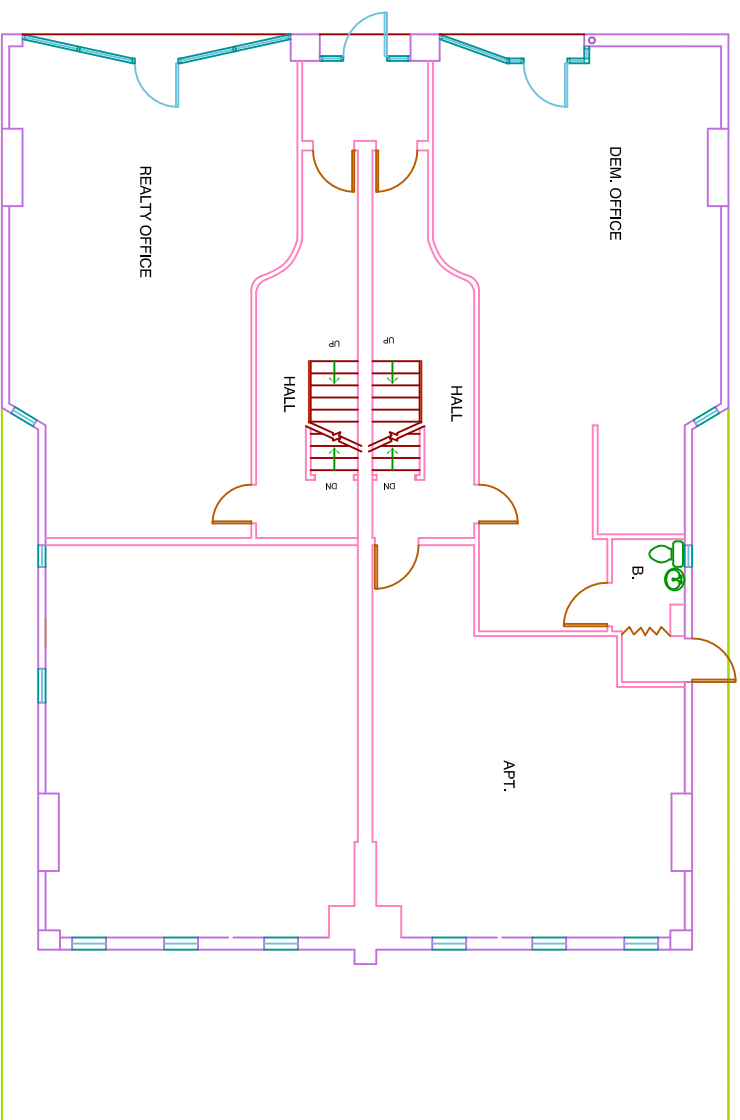 DEM. OFFICE
REALTY OFFICE
UP
UP
HALL
HALL
DN
DN
B.
APT.